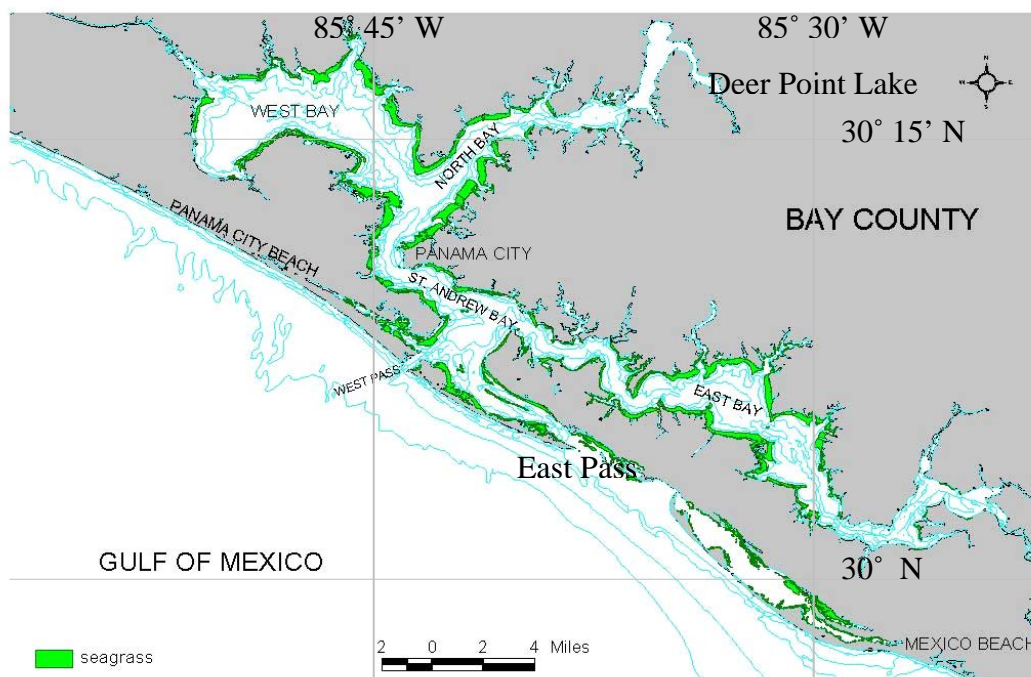 85° 45’ W
85° 30’ W
N
W
E
S
Deer Point Lake
WEST BAY
30° 15’ N
NORTH BAY
PANAMA CITY BEACH
BAY COUNTY
PANAMA CITY
ST. ANDREW BAY
WEST PASS
EAST BAY
East Pass
GULF OF MEXICO
30° N
MEXICO BEACH
seagrass
2 0 2 4 Miles